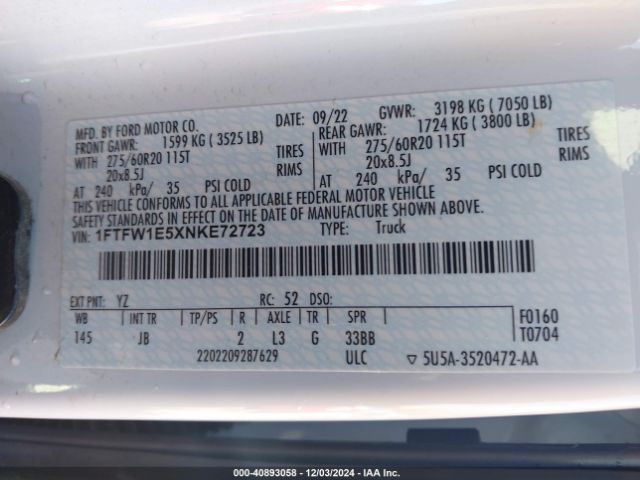 MFD. BY FORD MOTOR CO.
DATE: 09/22 GVWR: 3198 KG ( 7050 LB)
FRONT GAWR: 1599 KG ( 3525 LB)
REAR GAWR: 1724 KG ( 3800 LB)
WITH 275/60R20 115T TIRES
WITH 275/60R20 115T TIRES
20x8.5J RIMS
20x8.5J RIMS
AT 240 kPa/ 35 PSI COLD
AT 240 kPa/ 35 PSI COLD
THIS VEHICLE CONFORMS TO ALL APPLICABLE FEDERAL MOTOR VEHICLE
SAFETY STANDARDS IN EFFECT ON THE DATE OF MANUFACTURE SHOWN ABOVE.
VIN: 1FTFW1E5XNKE72723 TYPE: Truck
EXT PNT: YZ RC: 52 DSO:
WB INT TR TP/PS R AXLE TR SPR F0160
145 JB 2 L3 G 33BB T0704
2202209287629 ULC ▽ 5U5A-3520472-AA
000-40893058 - 12/03/2024 - IAA Inc.